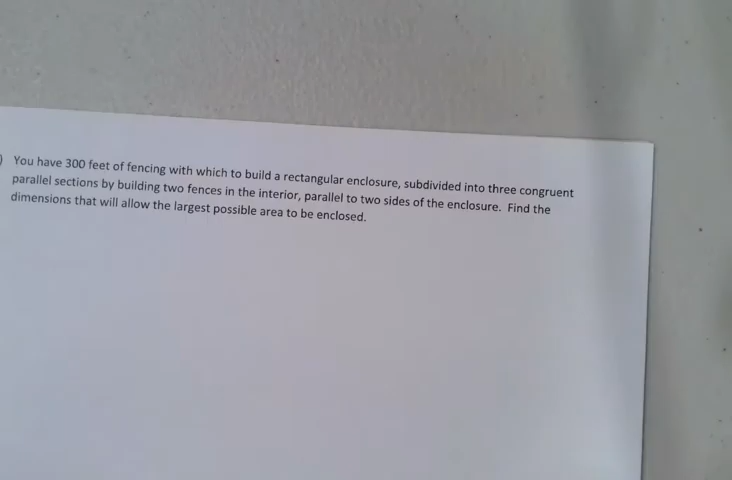 ) You have 300 feet of fencing with which to build a rectangular enclosure, subdivided into three congruent
parallel sections by building two fences in the interior, parallel to two sides of the enclosure. Find the
dimensions that will allow the largest possible area to be enclosed.